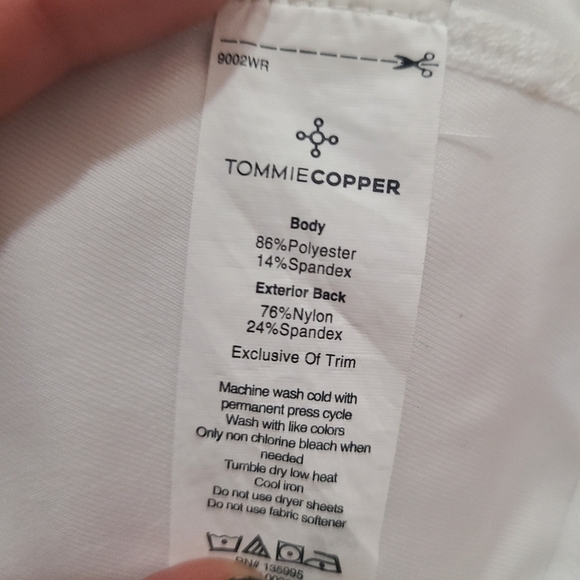 9002WR
TOMMIECOPPER
Body
86%Polyester
14%Spandex
Exterior Back
76%Nylon
24%Spandex
Exclusive Of Trim
Machine wash cold with
permanent press cycle
Wash with like colors
Only non chlorine bleach when
needed
Tumble dry low heat
Cool iron
Do not use dryer sheets
Do not use fabric softener
RN# 135995